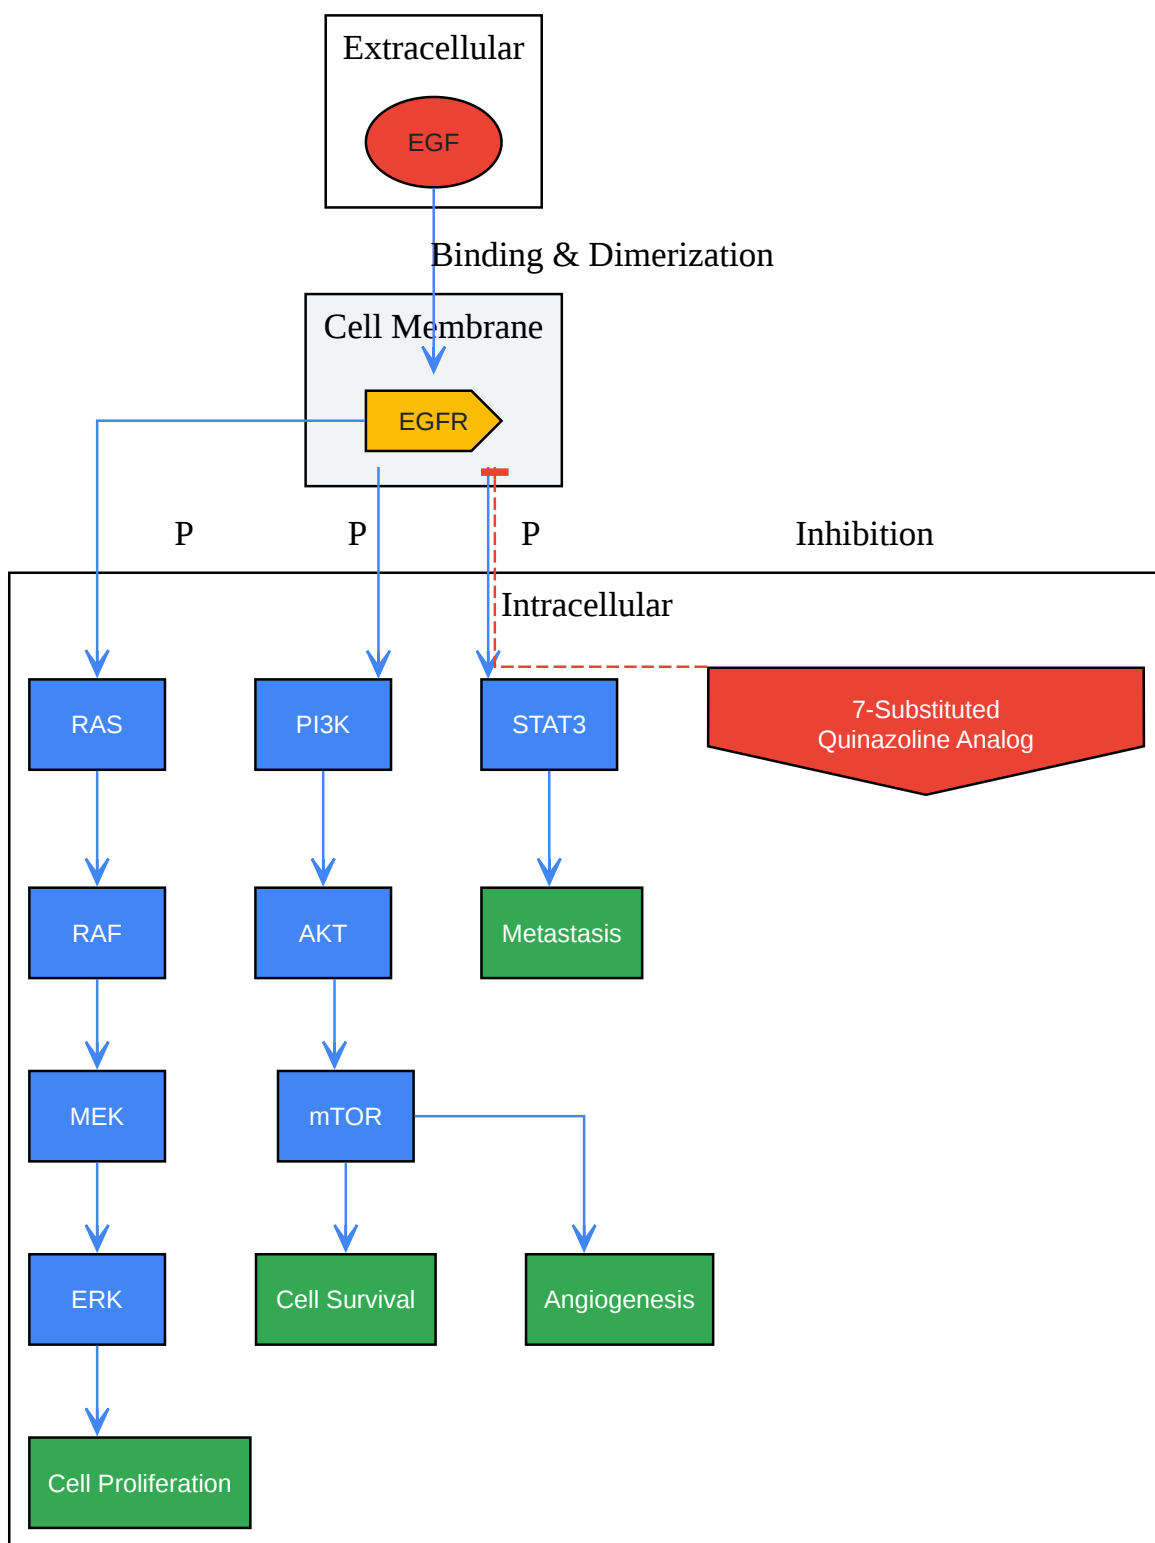 Extracellular
EGF
Binding & Dimerization
Cell Membrane
EGFR
P
P
P
Inhibition
Intracellular
RAS
PI3K
STAT3
7-Substituted
Quinazoline Analog
RAF
AKT
Metastasis
MEK
mTOR
ERK
Cell Survival
Angiogenesis
Cell Proliferation